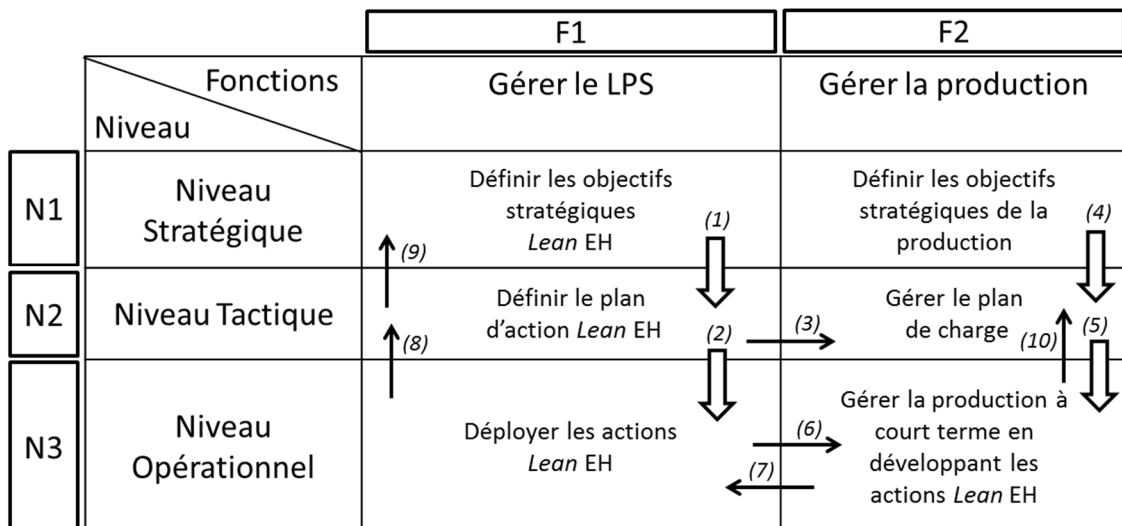 F1
F2
Fonctions
Niveau
Gérer le LPS
Gérer la production
N1
Niveau
Stratégique
Définir les objectifs
stratégiques
Lean EH
(1)
(9)
Définir les objectifs
stratégiques de la
production
(4)
N2
Niveau Tactique
Définir le plan
d’action Lean EH
(8)
(2)
(3)
Gérer le plan
de charge
(10)
(5)
N3
Niveau
Opérationnel
Déployer les actions
Lean EH
(6)
(7)
Gérer la production à
court terme en
développant les
actions Lean EH